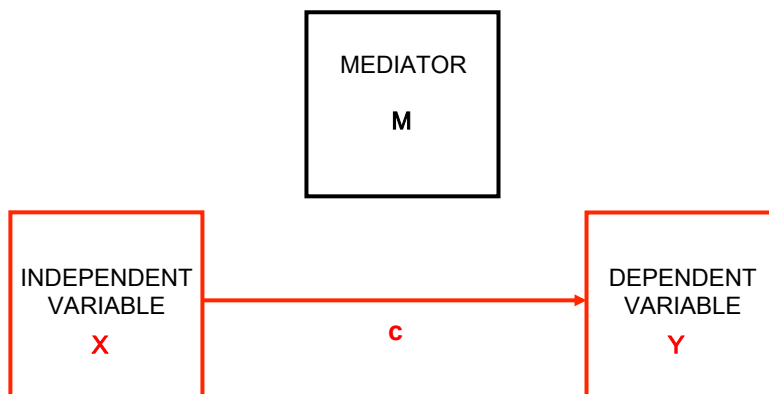 MEDIATOR
M
INDEPENDENT
VARIABLE
X
c
DEPENDENT
VARIABLE
Y